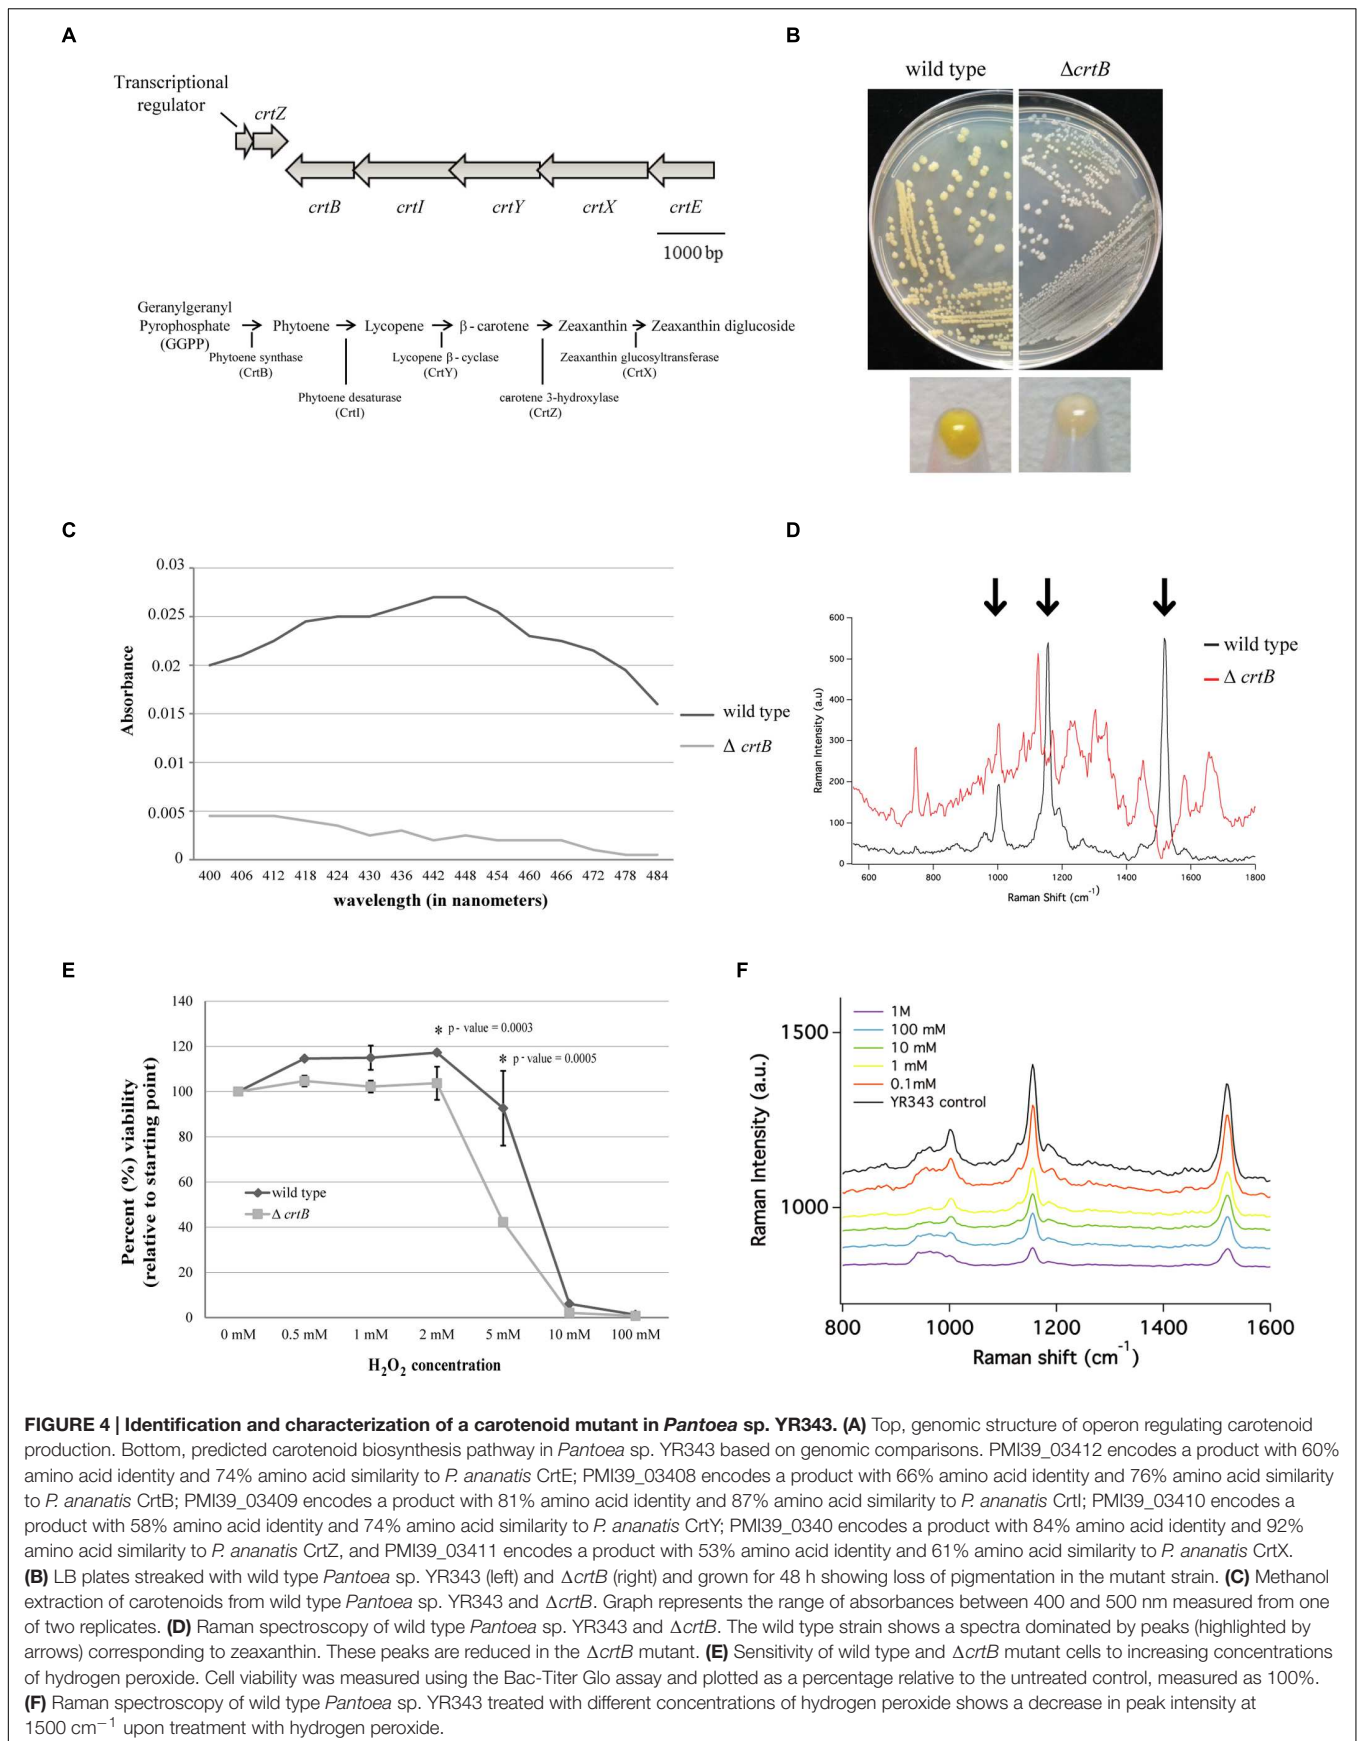 A
Transcriptional
regulator
crtZ
crtB
crtI
crtY
crtX
crtE
1000 bp
Geranylgeranyl
Pyrophosphate
(GGPP)
Phytoene
Lycopene
β - carotene
Zeaxanthin
Zeaxanthin diglucoside
Phytoene synthase
(CrtB)
Lycopene β - cyclase
(CrtY)
Zeaxanthin glucosyltransferase
(CrtX)
Phytoene desaturase
(CrtI)
carotene 3-hydroxylase
(CrtZ)
B
wild type
ΔcrtB
C
Absorbance
0.03
0.025
0.02
0.015
0.01
0.005
0
400 406 412 418 424 430 436 442 448 454 460 466 472 478 484
wavelength (in nanometers)
wild type
Δ crtB
D
Raman Intensity (a.u)
600
500
400
300
200
100
0
600 800 1000 1200 1400 1600 1800
Raman Shift (cm-1)
wild type
Δ crtB
E
Percent (%) viability
(relative to starting point)
140
120
100
80
60
40
20
0
* p - value = 0.0003
* p - value = 0.0005
wild type
Δ crtB
0 mM 0.5 mM 1 mM 2 mM 5 mM 10 mM 100 mM
H2O2 concentration
F
Raman Intensity (a.u.)
1500
1000
1M
100 mM
10 mM
1 mM
0.1mM
YR343 control
800 1000 1200 1400 1600
Raman shift (cm-1)
FIGURE 4 | Identification and characterization of a carotenoid mutant in Pantoea sp. YR343. (A) Top, genomic structure of operon regulating carotenoid
production. Bottom, predicted carotenoid biosynthesis pathway in Pantoea sp. YR343 based on genomic comparisons. PMI39_03412 encodes a product with 60%
amino acid identity and 74% amino acid similarity to P. ananatis CrtE; PMI39_03408 encodes a product with 66% amino acid identity and 76% amino acid similarity
to P. ananatis CrtB; PMI39_03409 encodes a product with 81% amino acid identity and 87% amino acid similarity to P. ananatis CrtI; PMI39_03410 encodes a
product with 58% amino acid identity and 74% amino acid similarity to P. ananatis CrtY; PMI39_0340 encodes a product with 84% amino acid identity and 92%
amino acid similarity to P. ananatis CrtZ, and PMI39_03411 encodes a product with 53% amino acid identity and 61% amino acid similarity to P. ananatis CrtX.
(B) LB plates streaked with wild type Pantoea sp. YR343 (left) and ΔcrtB (right) and grown for 48 h showing loss of pigmentation in the mutant strain. (C) Methanol
extraction of carotenoids from wild type Pantoea sp. YR343 and ΔcrtB. Graph represents the range of absorbances between 400 and 500 nm measured from one
of two replicates. (D) Raman spectroscopy of wild type Pantoea sp. YR343 and ΔcrtB. The wild type strain shows a spectra dominated by peaks (highlighted by
arrows) corresponding to zeaxanthin. These peaks are reduced in the ΔcrtB mutant. (E) Sensitivity of wild type and ΔcrtB mutant cells to increasing concentrations
of hydrogen peroxide. Cell viability was measured using the Bac-Titer Glo assay and plotted as a percentage relative to the untreated control, measured as 100%.
(F) Raman spectroscopy of wild type Pantoea sp. YR343 treated with different concentrations of hydrogen peroxide shows a decrease in peak intensity at
1500 cm−1 upon treatment with hydrogen peroxide.